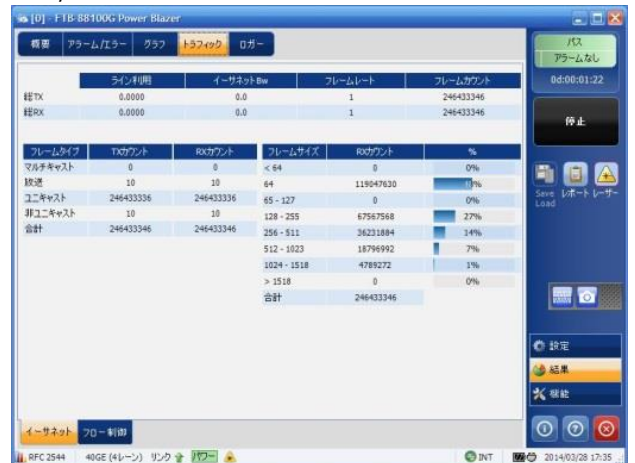 [0] - FTB-88100G Power Blazer
概要 アラーム/エラー グラフ トラフィック ロガー
パス
アラームなし
0d:00:01:22
停止
Save
Load
レポート レーザー
設定
結果
機能
ライン利用 イーサネットBw フレームレート フレームカウント
総TX 0.0000 0.0 1 246433346
総RX 0.0000 0.0 1 246433346
フレームタイプ TXカウント RXカウント
マルチキャスト 0 0
放送 10 10
ユニキャスト 246433336 246433336
非ユニキャスト 10 10
合計 246433346 246433346
フレームサイズ RXカウント %
< 64 0 0%
64 119047630
65 - 127 0 0%
128 - 255 67567568 27%
256 - 511 36231884 14%
512 - 1023 18796992 7%
1024 - 1518 4789272 1%
> 1518 0 0%
合計 246433346
イーサネット フロー制御
RFC 2544 40GE (4レーン) リンク パワー INT 2014/03/28 17:35